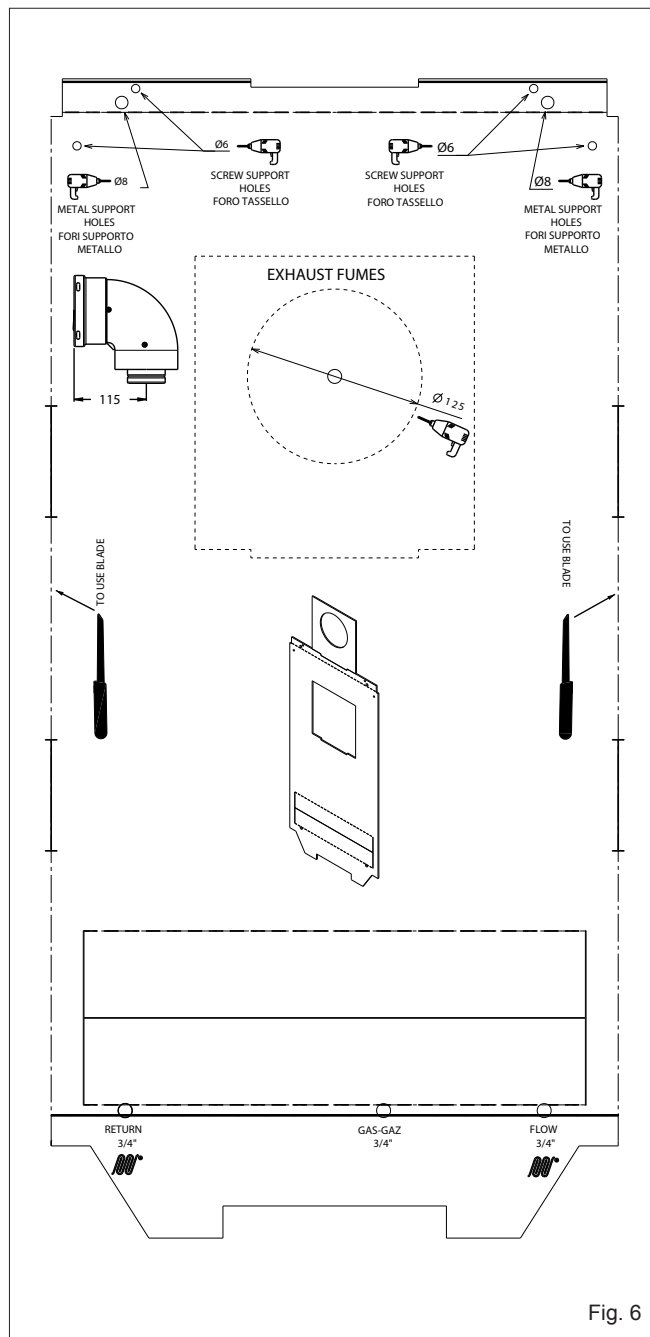 Ø6
Ø8
SCREW SUPPORT
HOLES
FORO TASSELLO
METAL SUPPORT
HOLES
FORI SUPPORTO
METALLO
Ø6
Ø8
SCREW SUPPORT
HOLES
FORO TASSELLO
METAL SUPPORT
HOLES
FORI SUPPORTO
METALLO
EXHAUST FUMES
115
Ø125
TO USE BLADE
TO USE BLADE
RETURN
3/4"
GAS-GAZ
3/4"
FLOW
3/4"
Fig. 6